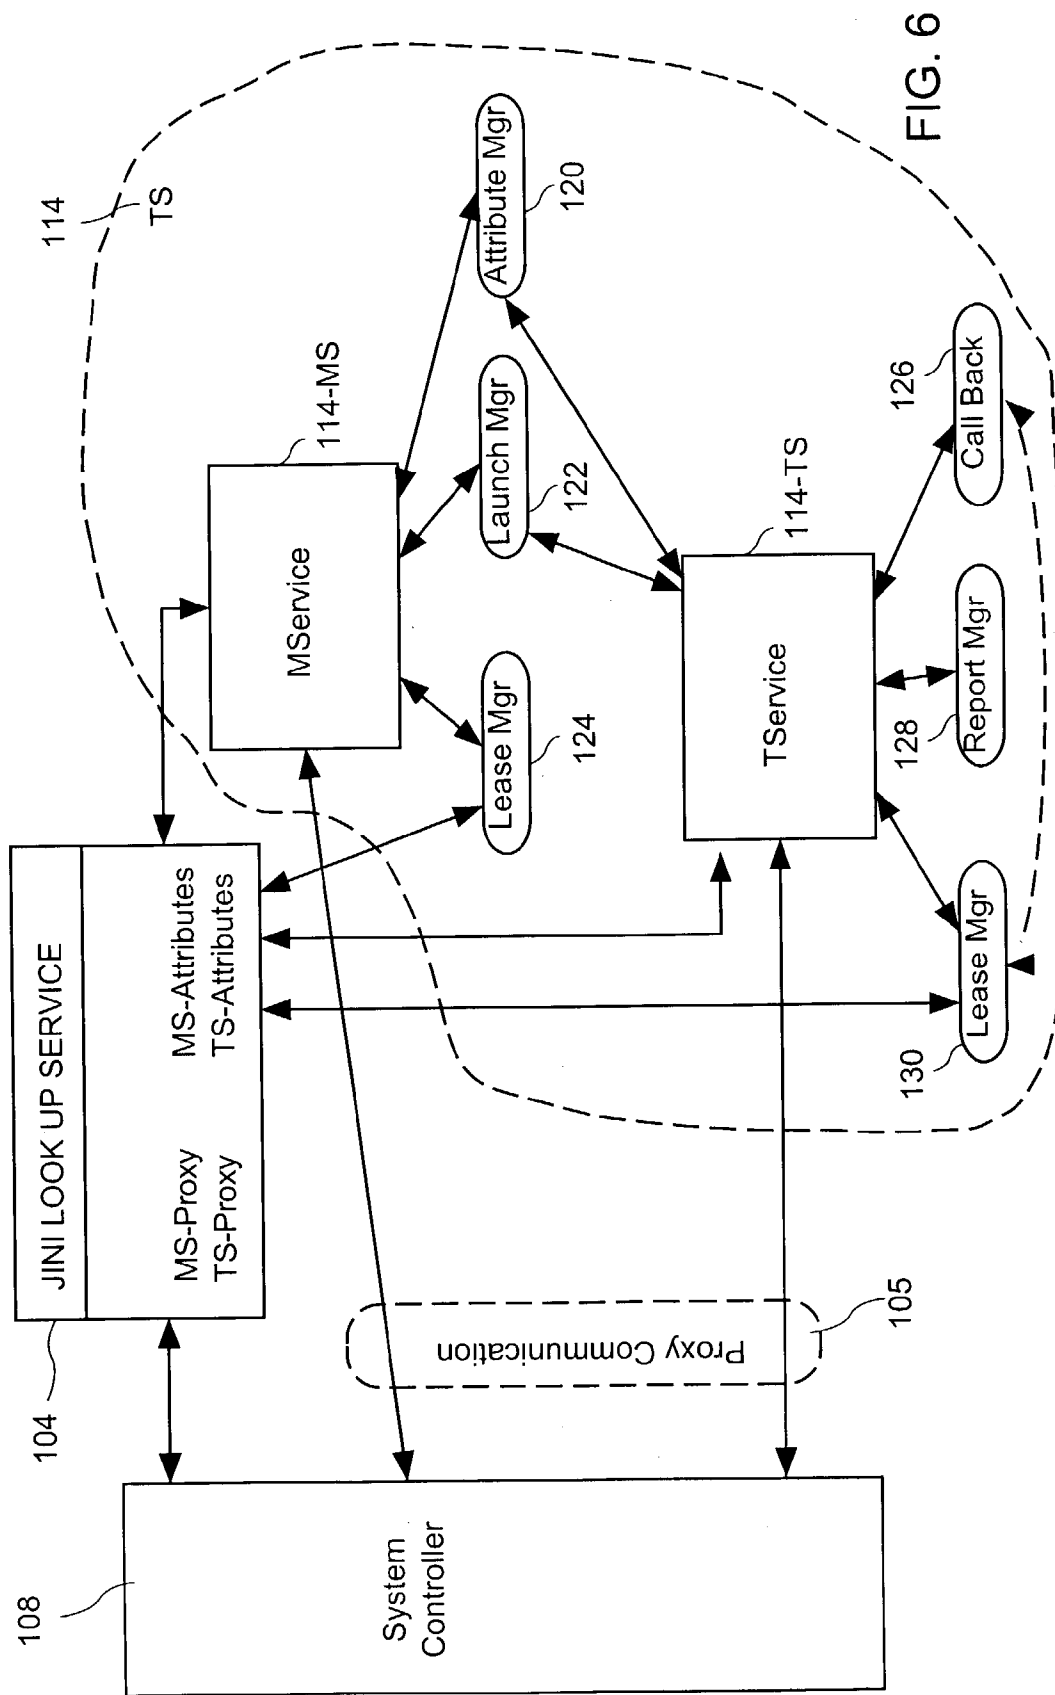 114
TS
104
JINI LOOK UP SERVICE
MS-Proxy
TS-Proxy
MS-Attributes
TS-Attributes
108
System
Controller
Proxy Communication
105
MService
114-MS
Lease Mgr
124
Launch Mgr
122
Attribute Mgr
120
TService
114-TS
Lease Mgr
130
Report Mgr
128
Call Back
126
FIG. 6